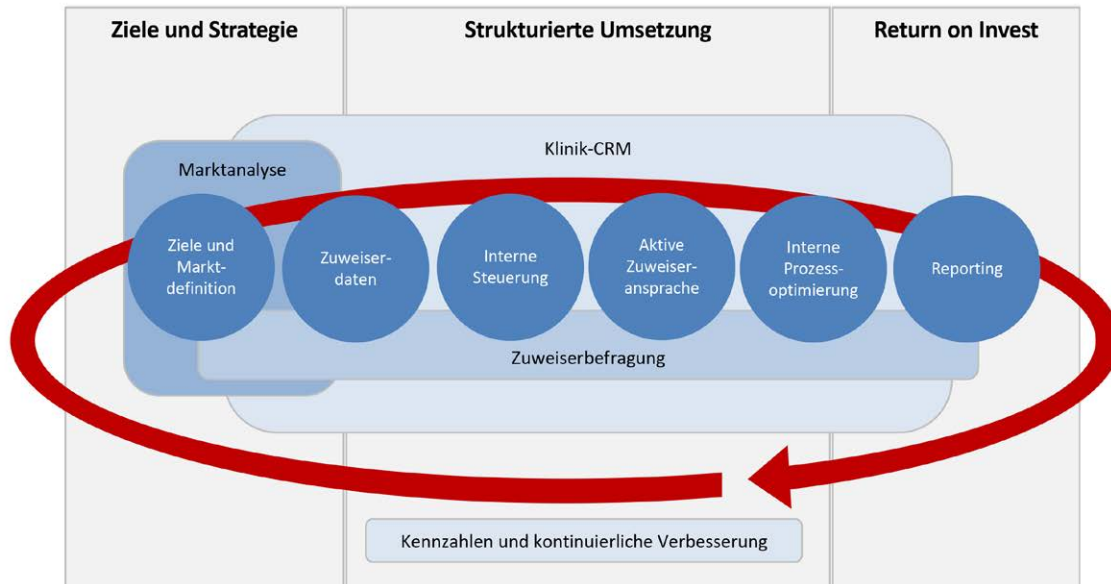 Ziele und Strategie
Strukturierte Umsetzung
Return on Invest
Klinik-CRM
Marktanalyse
Ziele und
Markt-
definition
Zuweiser-
daten
Interne
Steuerung
Aktive
Zuweiser-
ansprache
Interne
Prozess-
optimierung
Reporting
Zuweiserbefragung
Kennzahlen und kontinuierliche Verbesserung